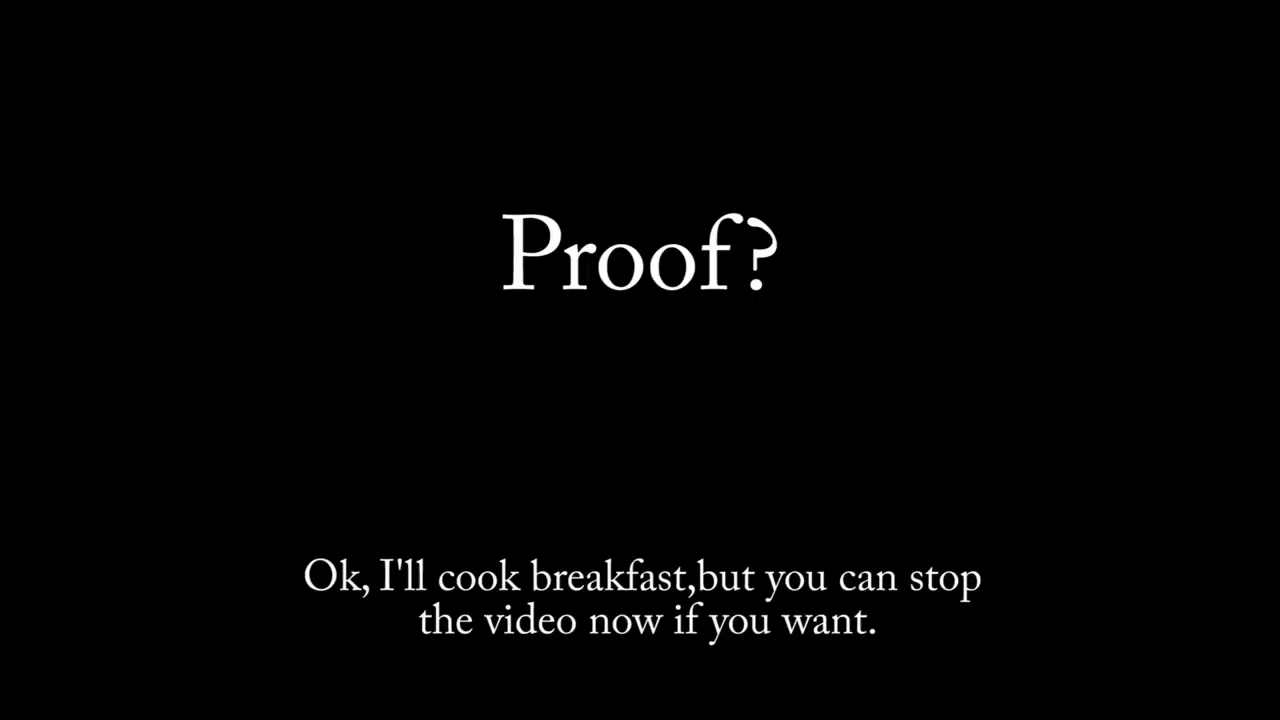 Proof?
Ok, I'll cook breakfast,but you can stop
the video now if you want.